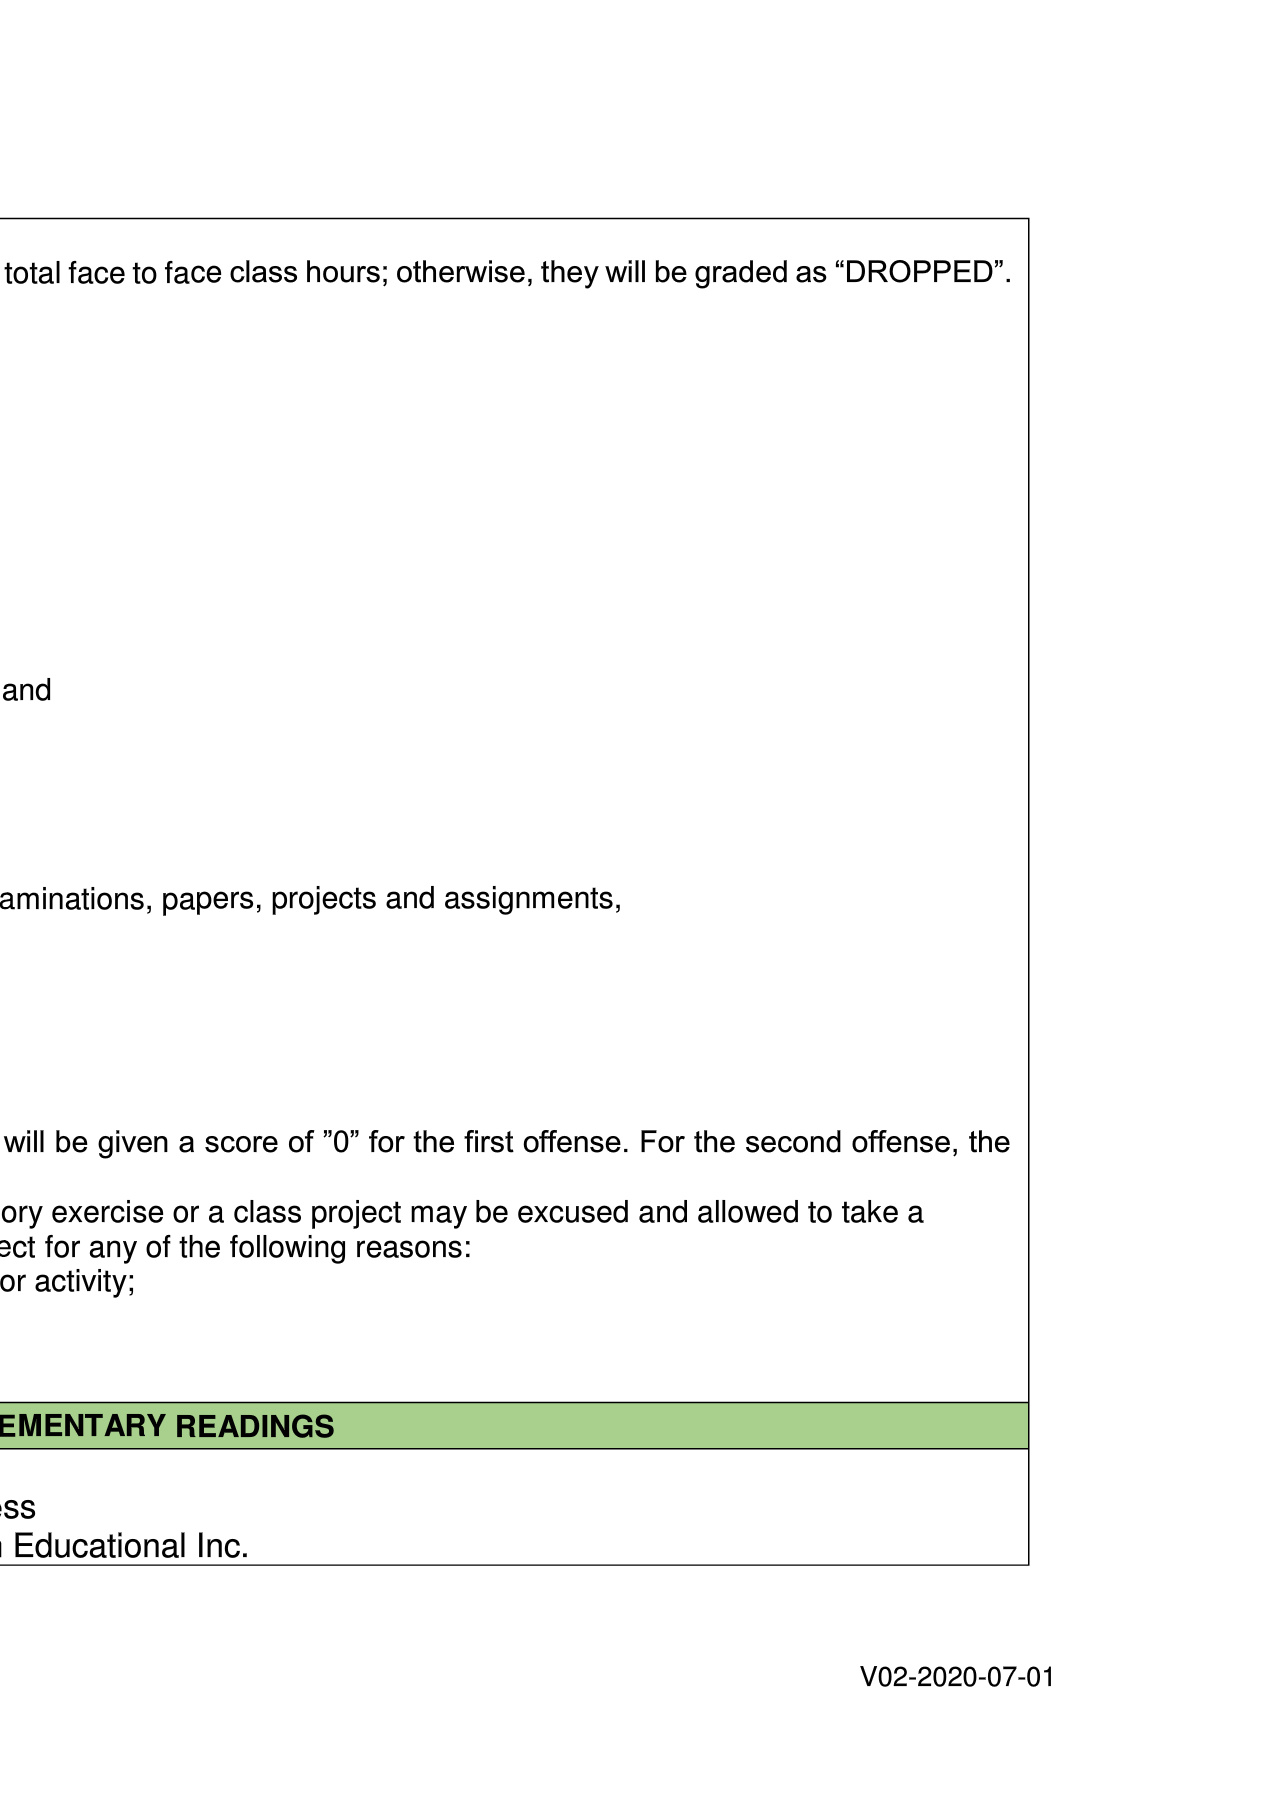 total face to face class hours; otherwise, they will be graded as “DROPPED”.
and
aminations, papers, projects and assignments,
will be given a score of ”0” for the first offense. For the second offense, the
ory exercise or a class project may be excused and allowed to take a
ect for any of the following reasons:
or activity;
EMENTARY READINGS
ess
n Educational Inc.
V02-2020-07-01